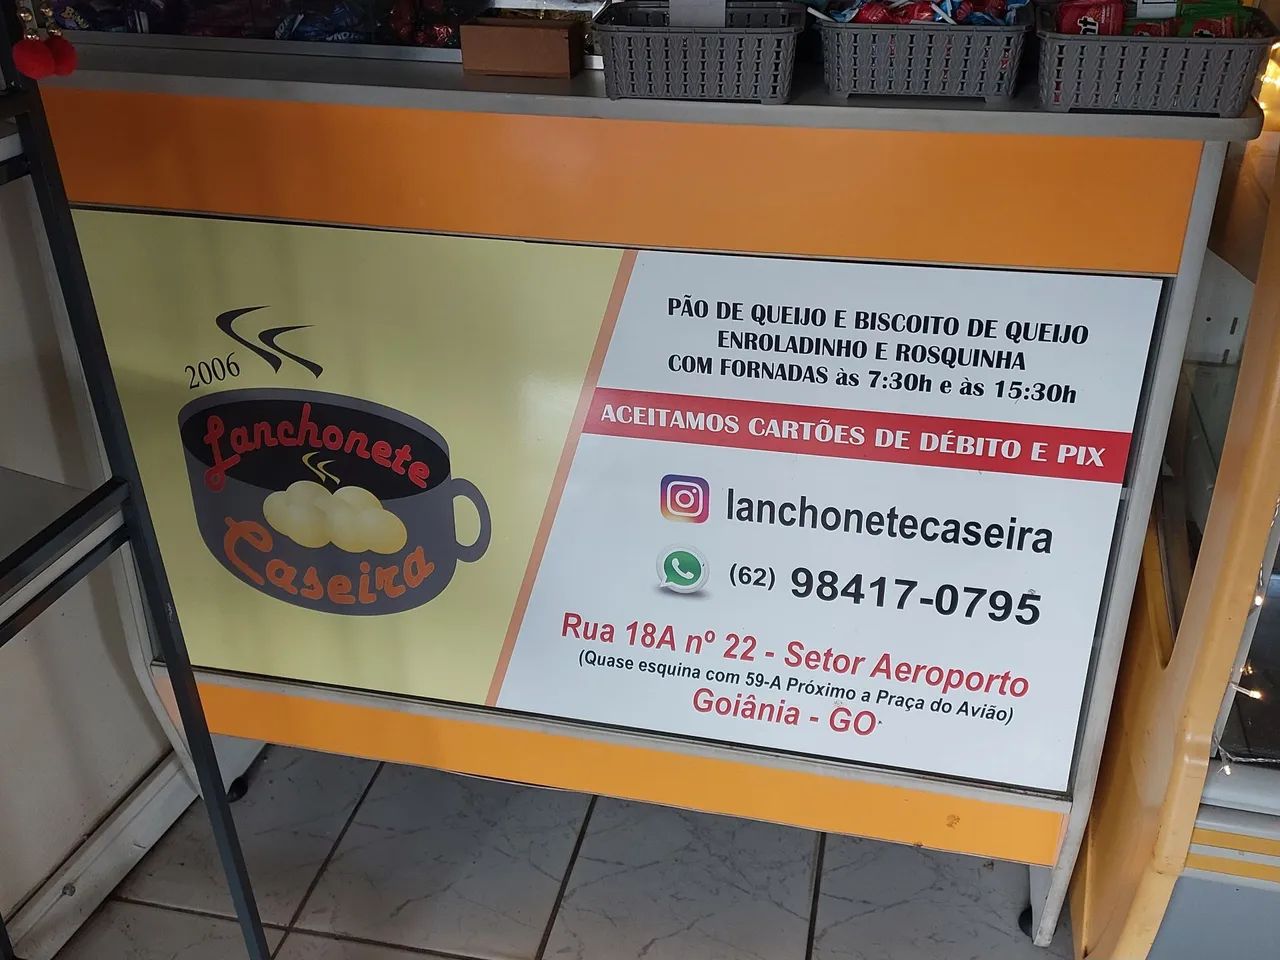 2006
Lanchonete
Caseira
PÃO DE QUEIJO E BISCOITO DE QUEIJO
ENROLADINHO E ROSQUINHA
COM FORNADAS às 7:30h e às 15:30h
ACEITAMOS CARTÕES DE DÉBITO E PIX
lanchonetecaseira
(62) 98417-0795
Rua 18A nº 22 - Setor Aeroporto
(Quase esquina com 59-A Próximo a Praça do Avião)
Goiânia - GO